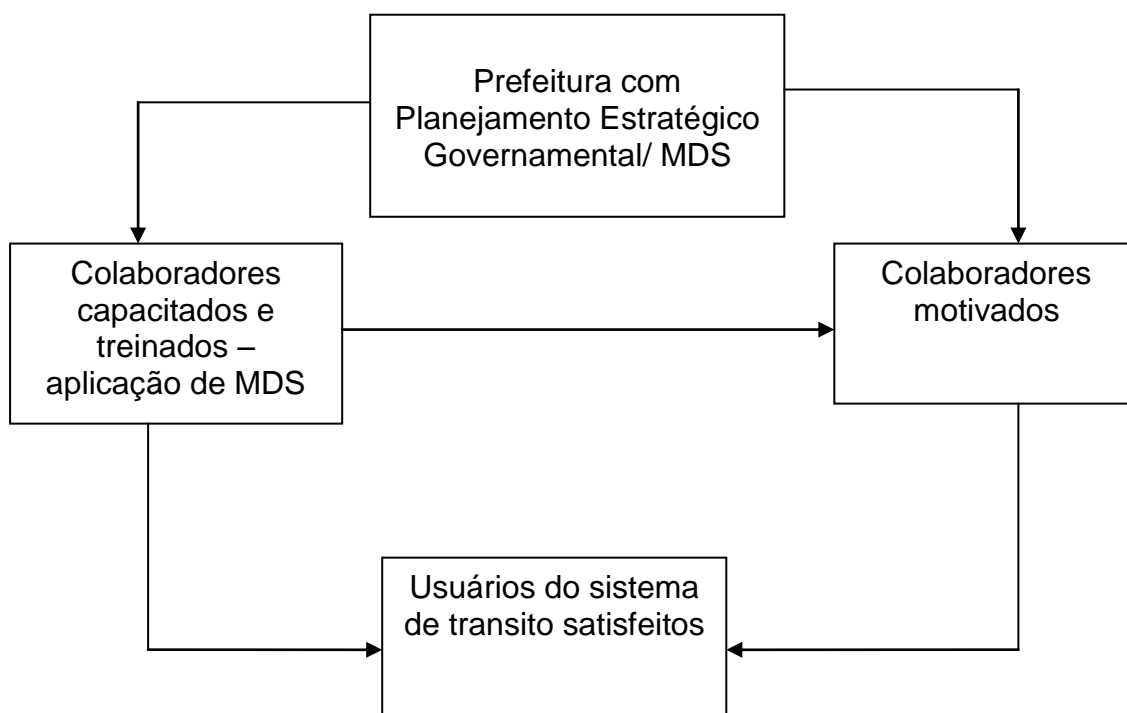 Prefeitura com
Planejamento Estratégico
Governamental/ MDS
Colaboradores
capacitados e
treinados –
aplicação de MDS
Colaboradores
motivados
Usuários do sistema
de transito satisfeitos